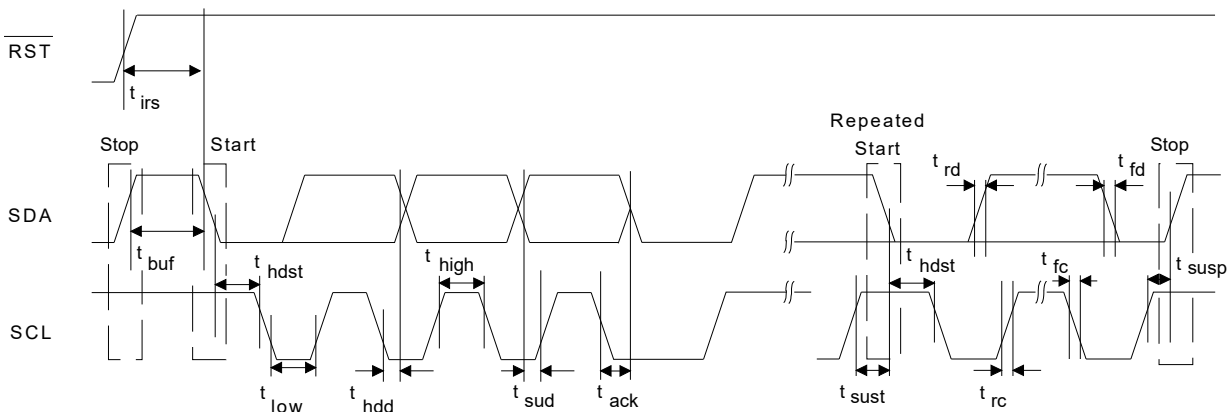 RST
t irs
Repeated
Stop
Start
Start
Stop
t rd
t fd
SDA
t buf
t hdst
t high
t hdst
t fc
t susp
SCL
t low
t hdd
t sud
t ack
t sust
t rc